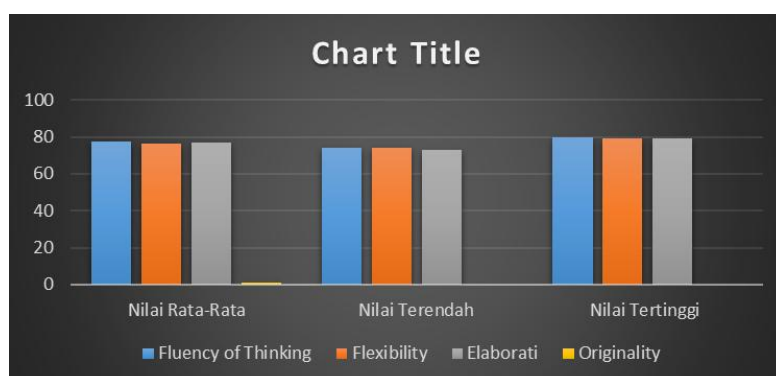 Chart Title
100
80
60
40
20
0
Nilai Rata-Rata Nilai Terendah Nilai Tertinggi
Fluency of Thinking Flexibility Elaborati Originality